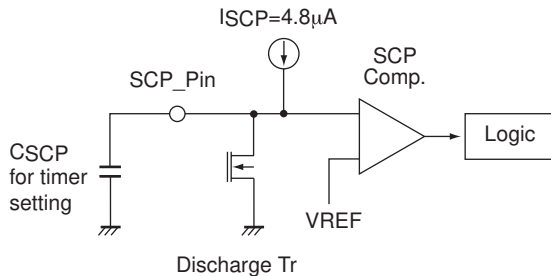 ISCP=4.8μA
SCP_Pin
SCP
Comp.
CSCP
for timer
setting
Logic
VREF
Discharge Tr